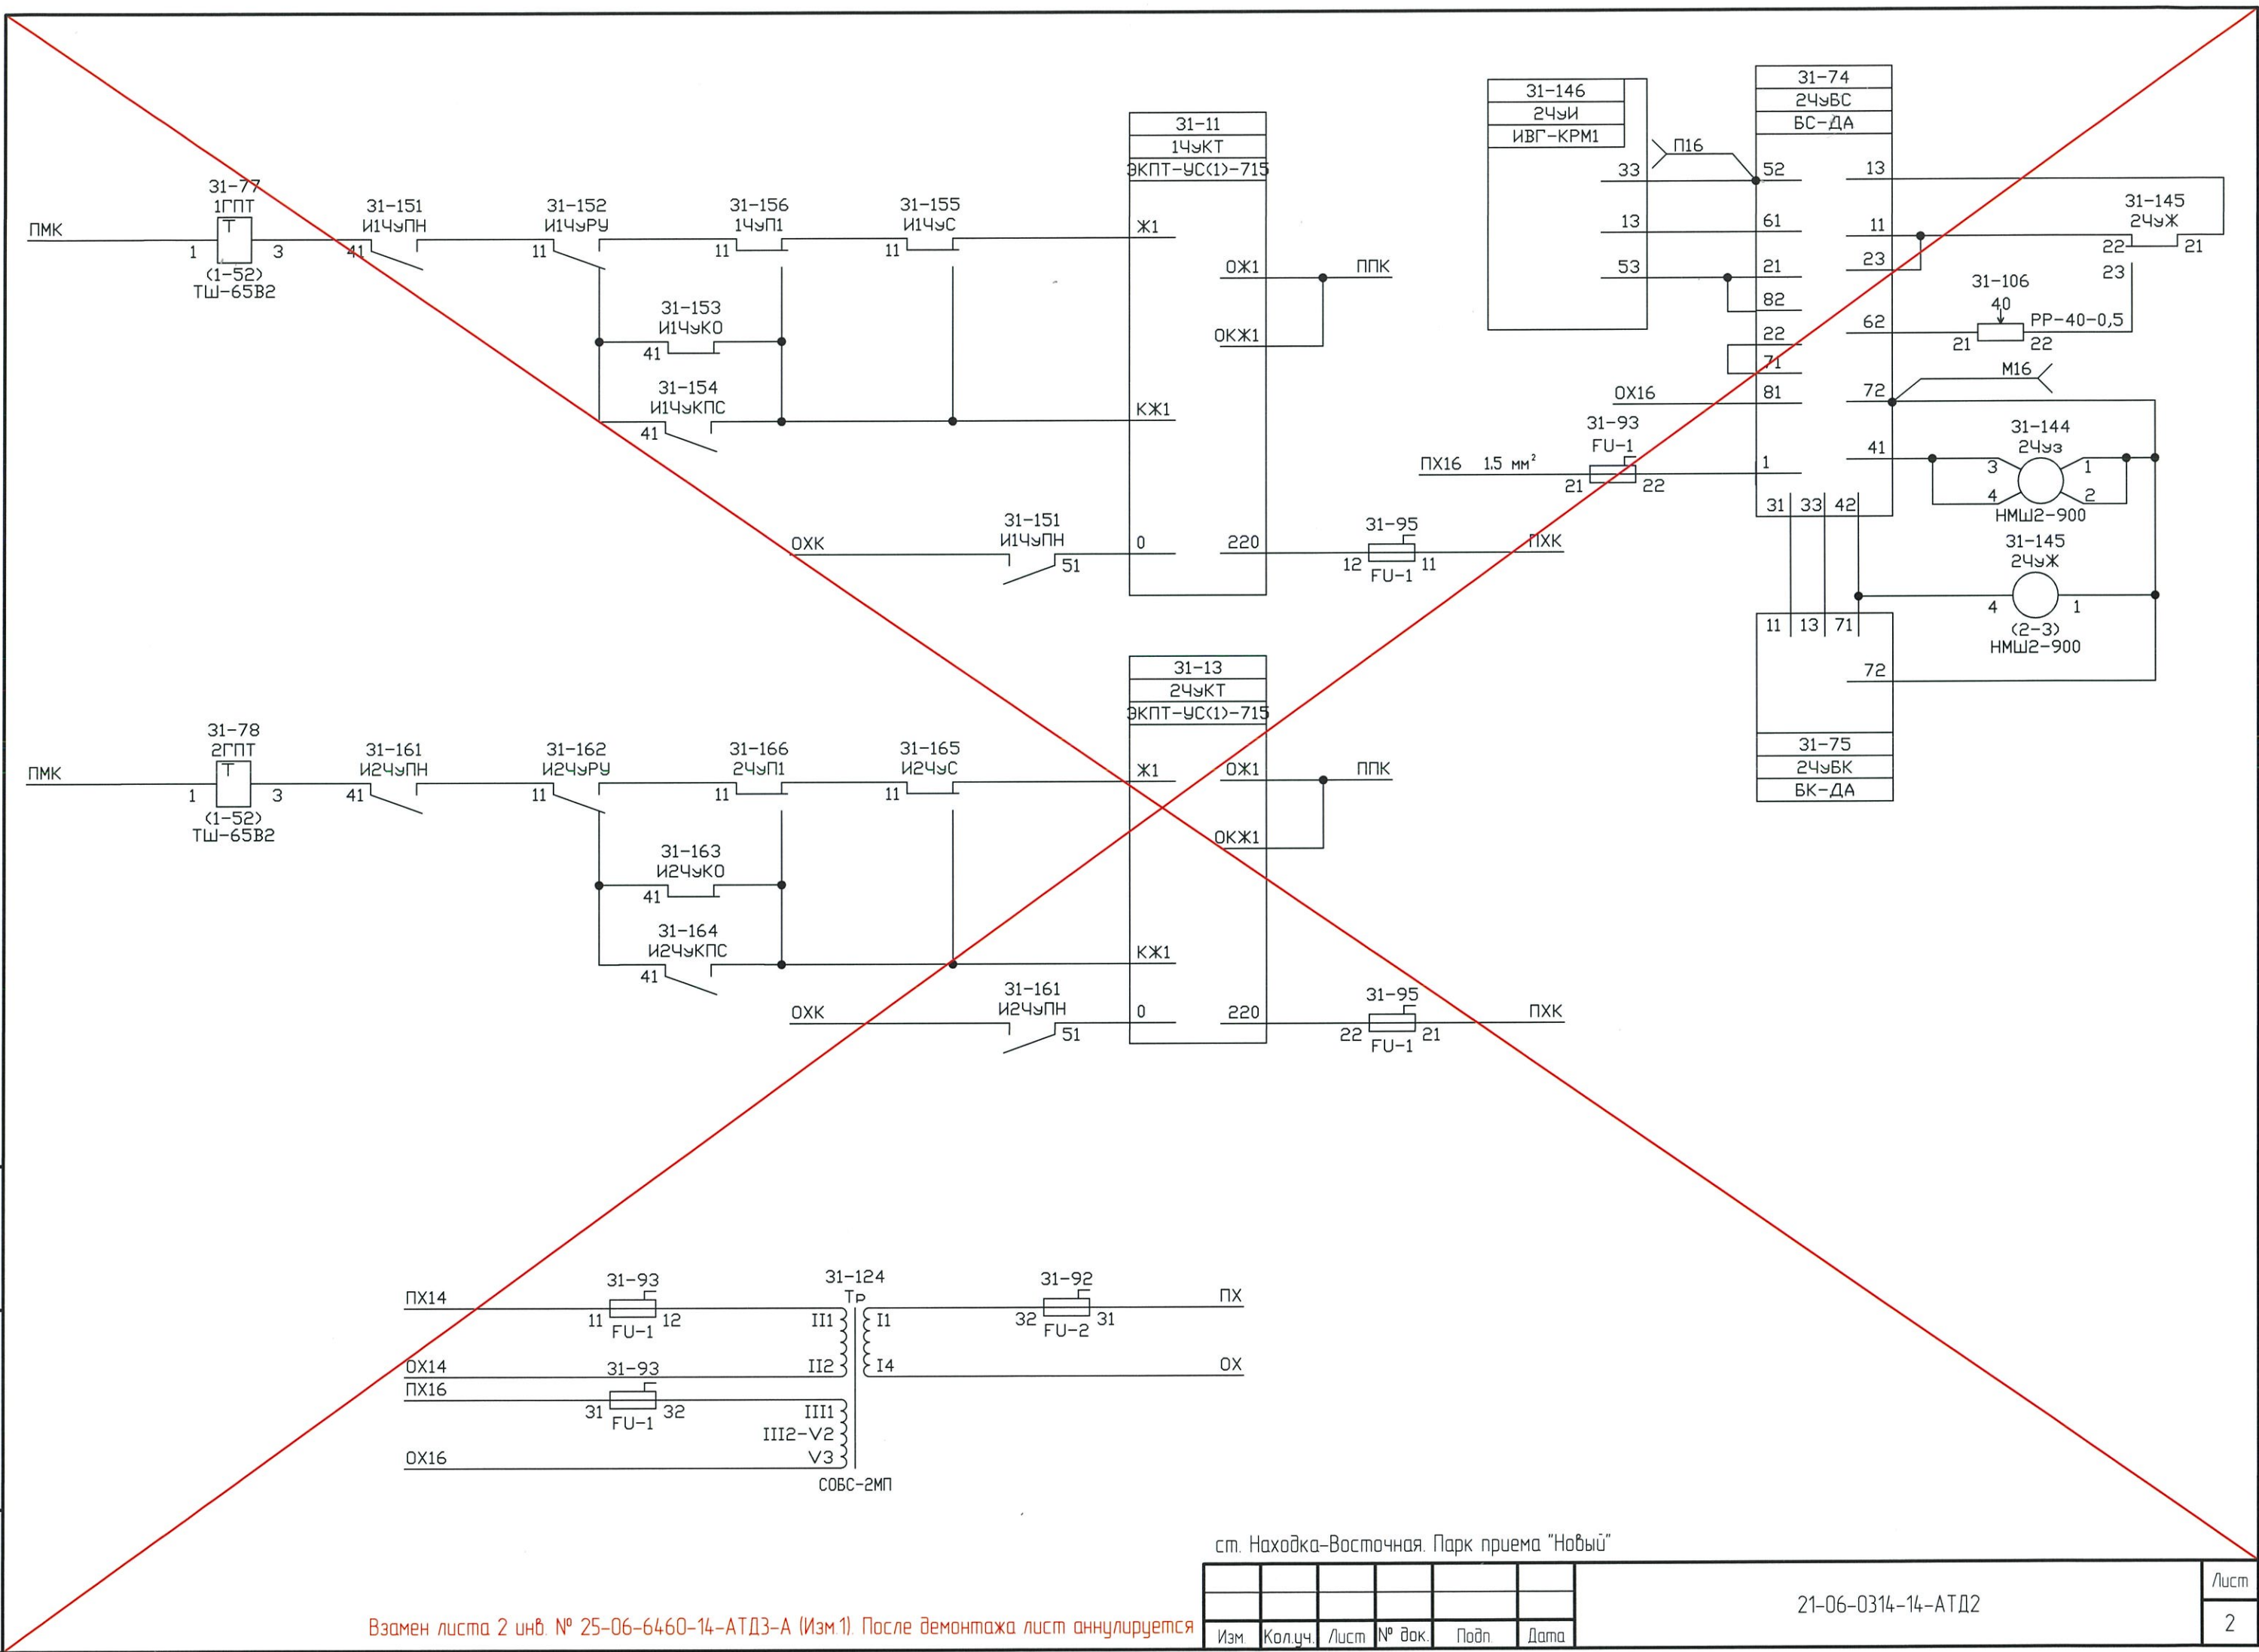 31-77
1ГПТ
ПМК
Т
1
3
(1-52)
ТШ-65В2
31-151
И1ЧуПН
41
31-152
И1ЧуРУ
11
31-156
1ЧуП1
11
31-155
И1ЧуС
11
31-153
И1ЧуКО
41
31-154
И1ЧуКПС
41
31-11
1ЧуКТ
ЭКПТ-УС(1)-715
Ж1
ОЖ1
ППК
ОКЖ1
КЖ1
ОХК
31-151
И1ЧуПН
51
0
220
31-95
12
11
FU-1
ПХК
31-146
2ЧуИ
ИВГ-КРМ1
33
13
53
П16
31-74
2ЧуБС
БС-ДА
52
13
61
11
21
23
82
22
62
71
81
72
41
1
31
33
42
31-145
2ЧуЖ
22
21
23
31-106
40
РР-40-0,5
21
22
М16
ОХ16
31-93
FU-1
ПХ16 1.5 мм²
21
22
31-144
2Чуз
3
1
4
2
НМШ2-900
31-145
2ЧуЖ
4
1
(2-3)
НМШ2-900
11
13
71
72
31-75
2ЧуБК
БК-ДА
31-78
2ГПТ
ПМК
Т
1
3
(1-52)
ТШ-65В2
31-161
И2ЧуПН
41
31-162
И2ЧуРУ
11
31-166
2ЧуП1
11
31-165
И2ЧуС
11
31-163
И2ЧуКО
41
31-164
И2ЧуКПС
41
31-13
2ЧуКТ
ЭКПТ-УС(1)-715
Ж1
ОЖ1
ППК
ОКЖ1
КЖ1
ОХК
31-161
И2ЧуПН
51
0
220
31-95
22
21
FU-1
ПХК
ПХ14
31-93
11
12
FU-1
ОХ14
ПХ16
31-93
31
32
FU-1
ОХ16
31-124
Тр
II1
I1
II2
I4
III1
III2-V2
V3
СОБС-2МП
31-92
32
31
FU-2
ПХ
ОХ
ст. Находка-Восточная. Парк приема "Новый"
Взамен листа 2 инв. № 25-06-6460-14-АТД3-А (Изм.1). После демонтажа лист аннулируется
Изм.
Кол.уч.
Лист
№ док.
Подп.
Дата
21-06-0314-14-АТД2
Лист
2